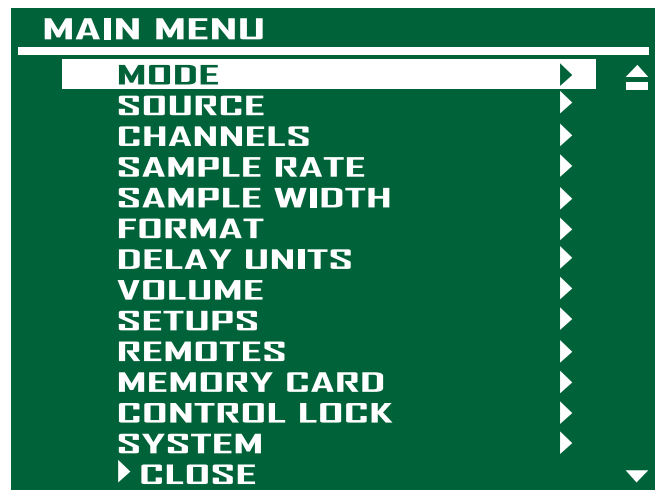 MAIN MENU
MODE
SOURCE
CHANNELS
SAMPLE RATE
SAMPLE WIDTH
FORMAT
DELAY UNITS
VOLUME
SETUPS
REMOTES
MEMORY CARD
CONTROL LOCK
SYSTEM
CLOSE